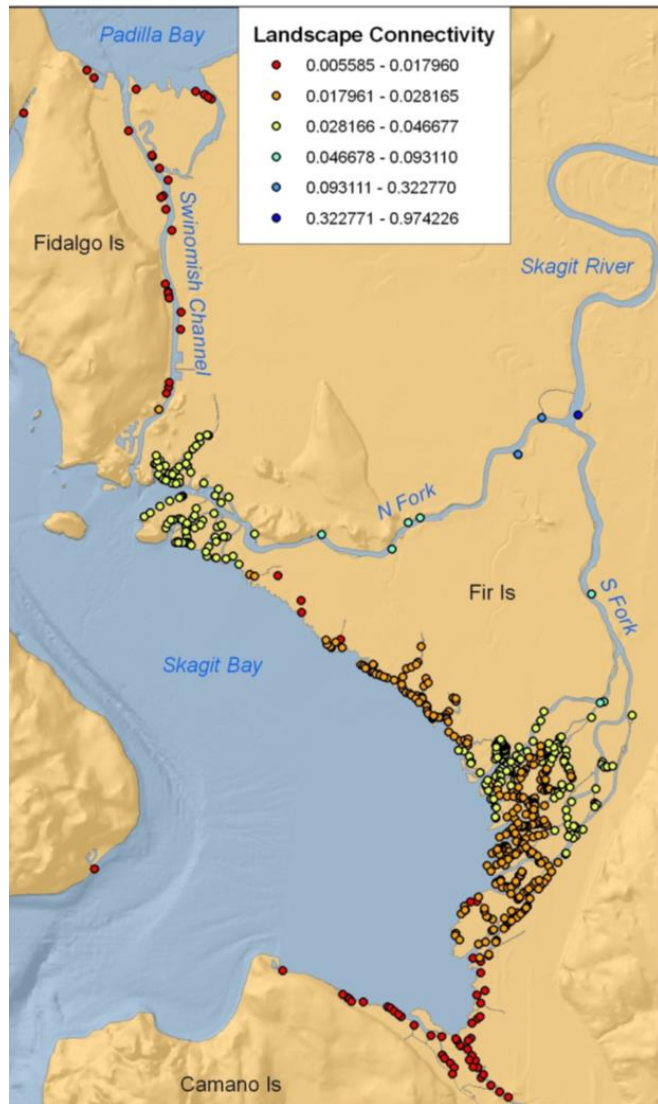 Padilla Bay
Landscape Connectivity
0.005585 - 0.017960
0.017961 - 0.028165
0.028166 - 0.046677
0.046678 - 0.093110
0.093111 - 0.322770
0.322771 - 0.974226
Fidalgo Is
Swinomish Channel
Skagit River
N Fork
Fir Is
S Fork
Skagit Bay
Camano Is